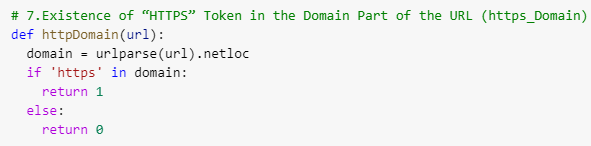 # 7.Existence of “HTTPS” Token in the Domain Part of the URL (https_Domain)
def httpDomain(url):
  domain = urlparse(url).netloc
  if 'https' in domain:
    return 1
  else:
    return 0